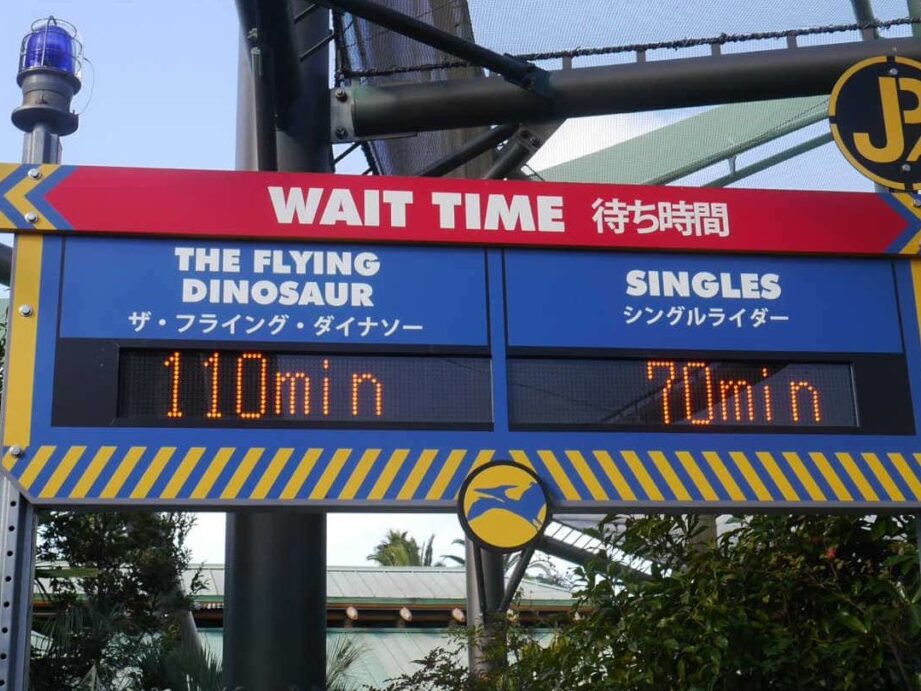 WAIT TIME 待ち時間
JP
THE FLYING
DINOSAUR
ザ・フライング・ダイナソー
110min
SINGLES
シングルライダー
70min